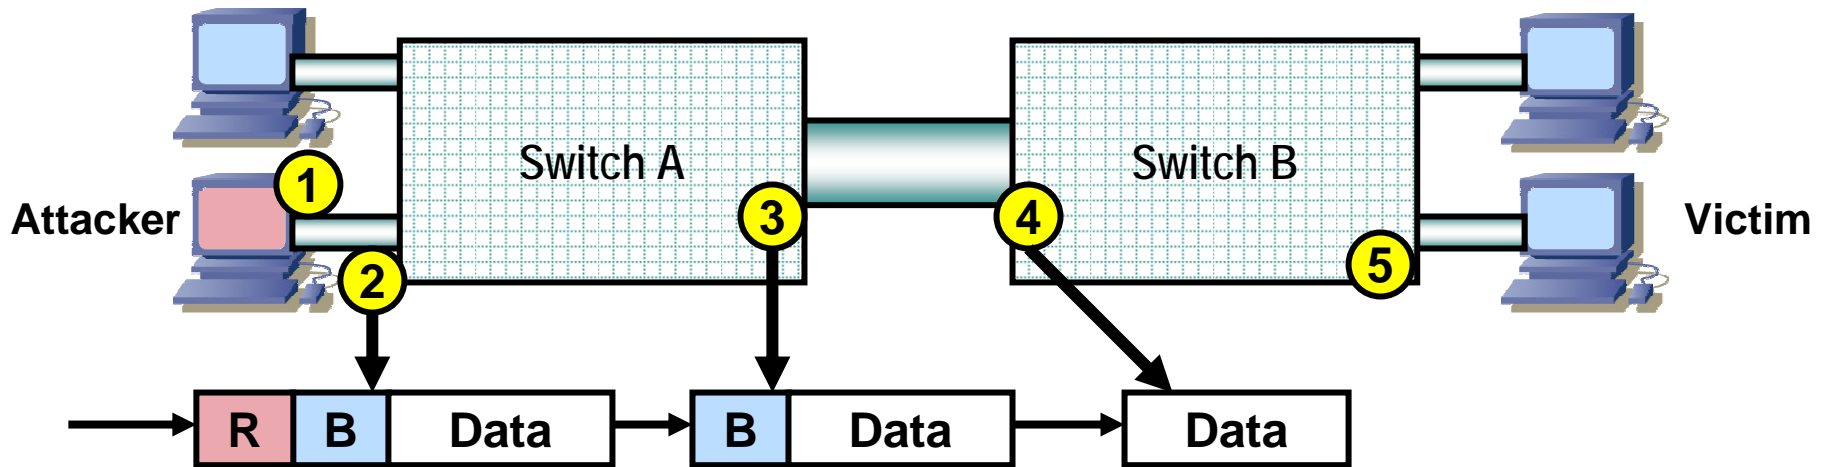 Switch A
Switch B
1
Attacker
3
4
Victim
2
5
R B Data
B Data
Data